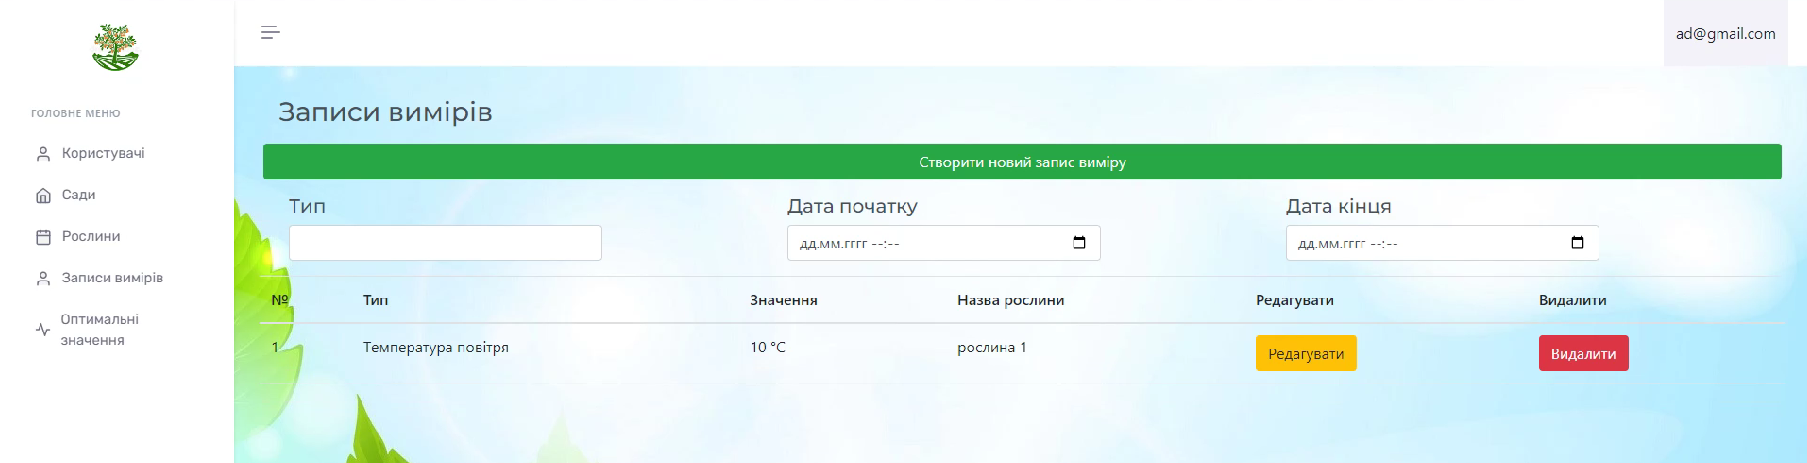 ad@gmail.com
ГОЛОВНЕ МЕНЮ
Користувачі
Сади
Рослини
Записи вимірів
Оптимальні
значення
Записи вимірів
Створити новий запис виміру
Тип Дата початку Дата кінця
дд.мм.гггг --:-- дд.мм.гггг --:--
№ Тип Значення Назва рослини Редагувати Видалити
1 Температура повітря 10 °C рослина 1 Редагувати Видалити